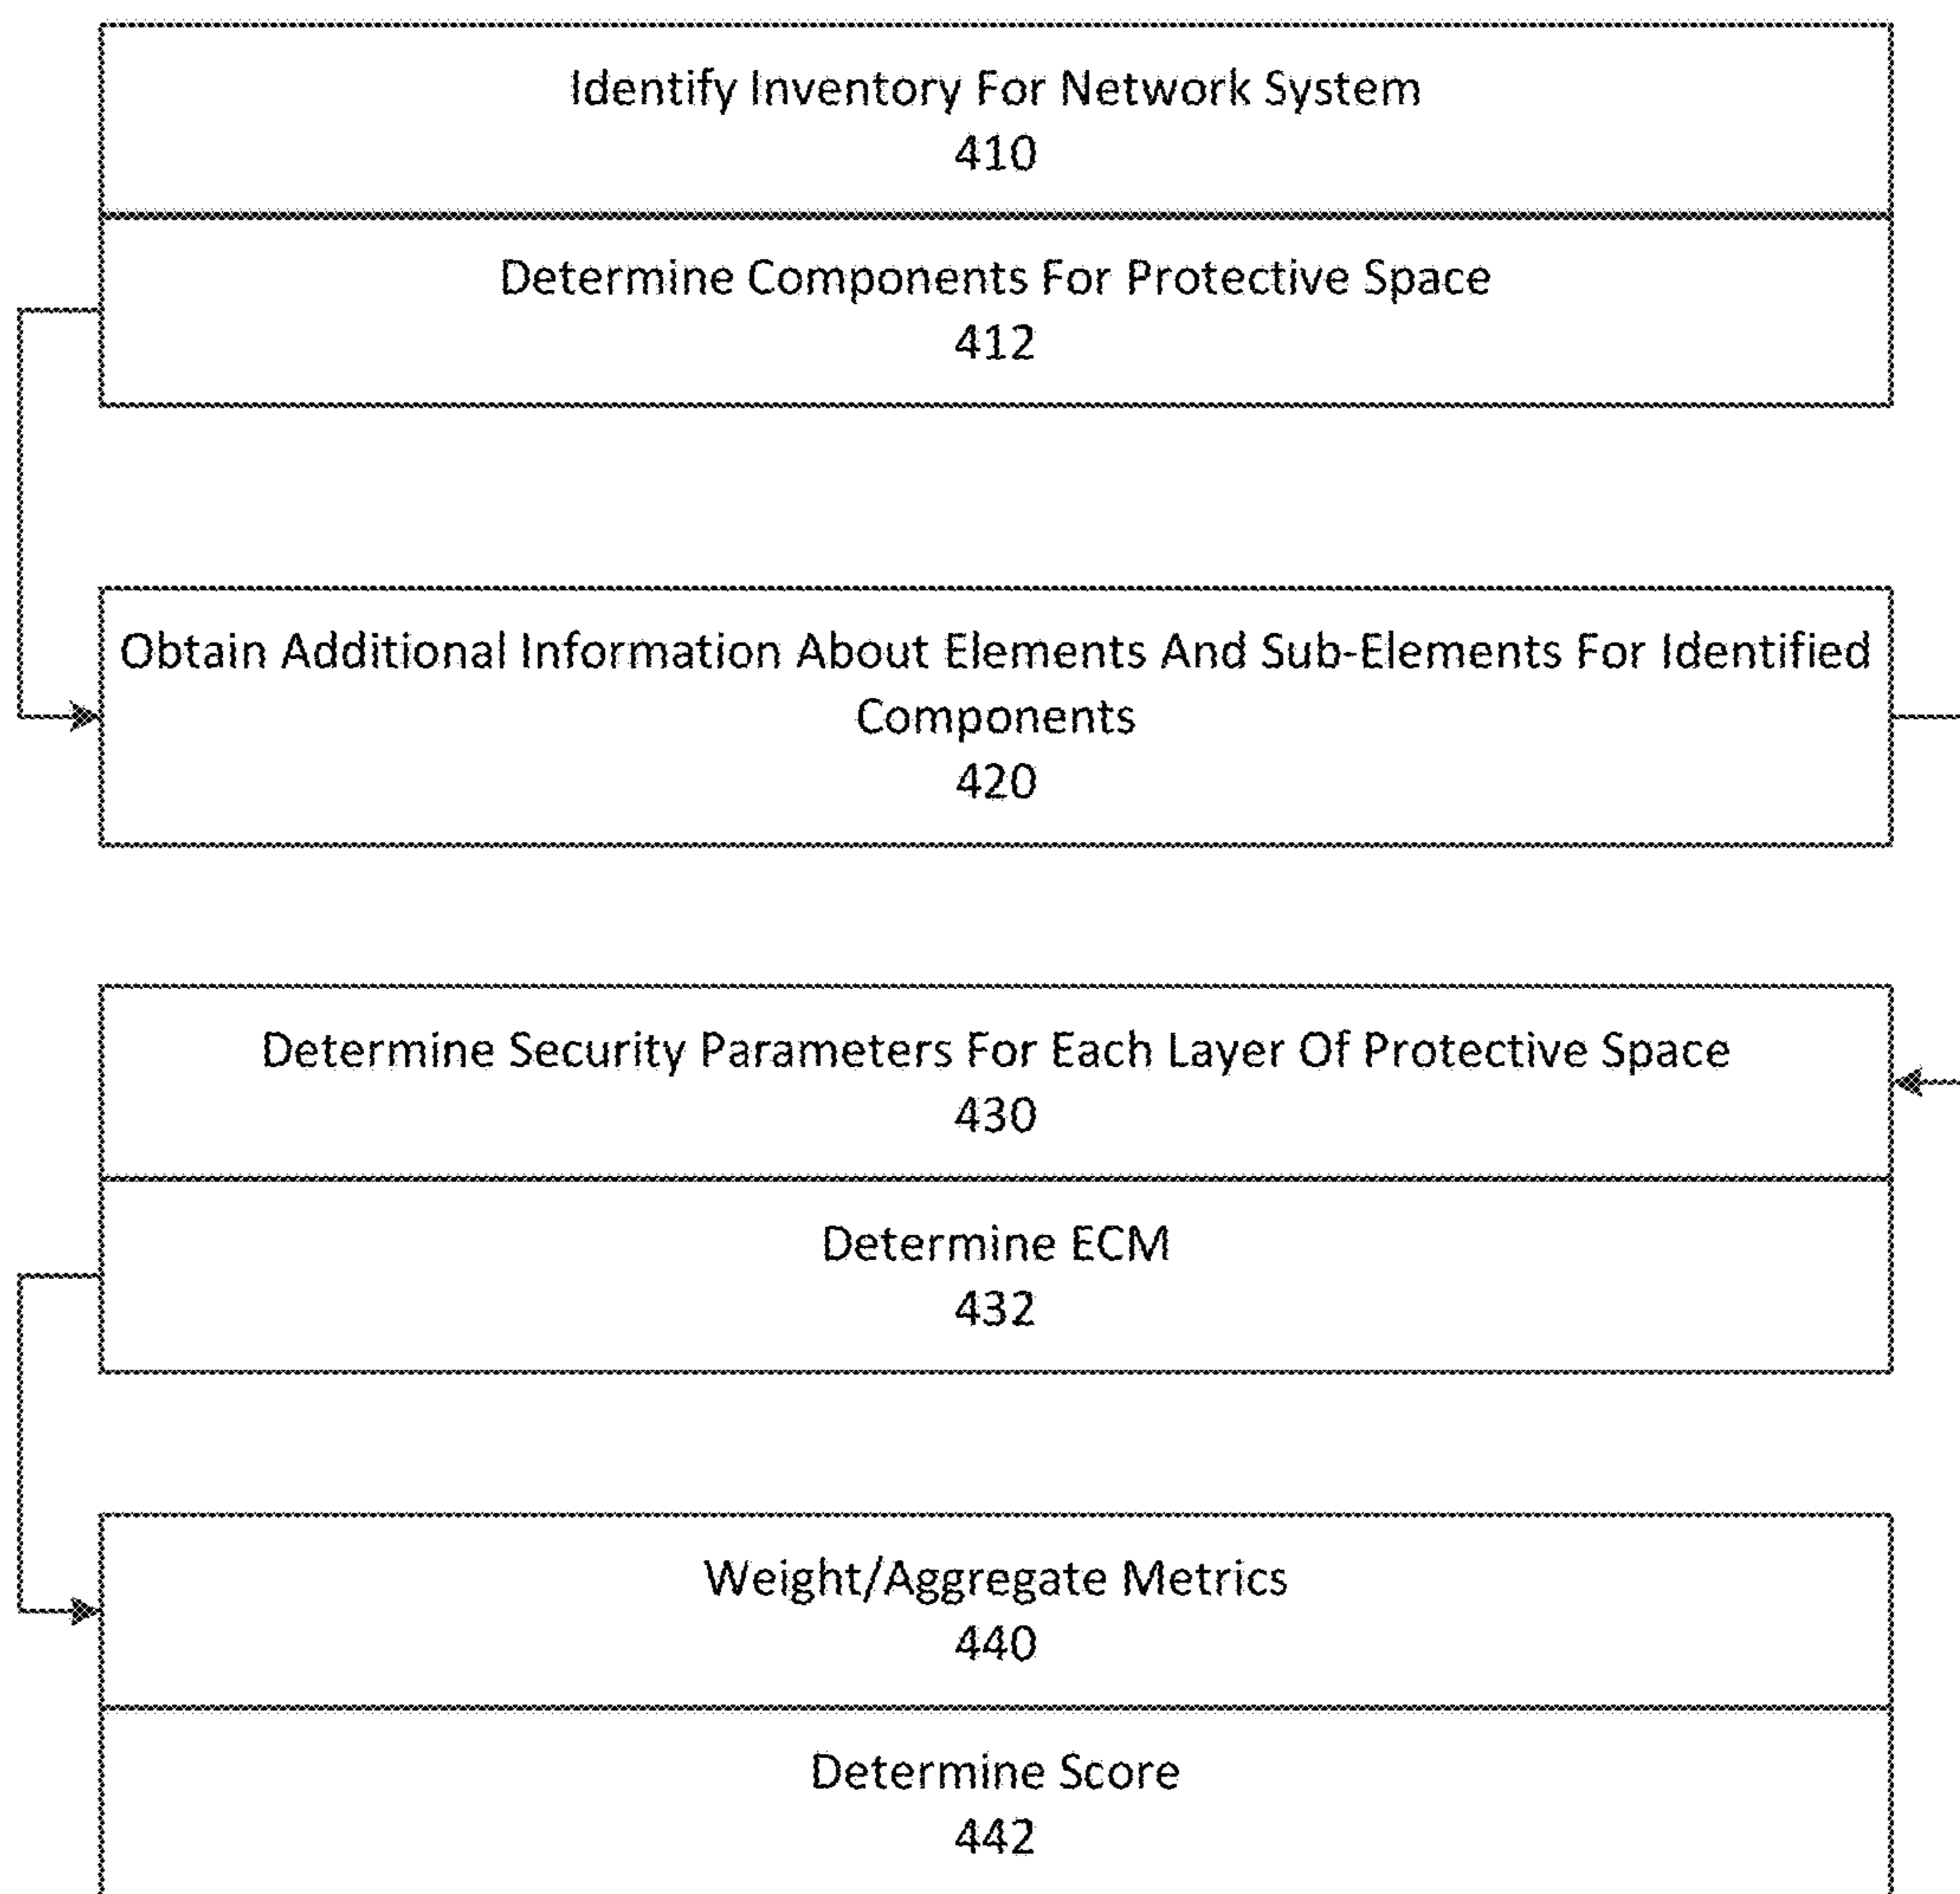 Identify Inventory For Network System
410
Determine Components For Protective Space
412
Obtain Additional Information About Elements And Sub-Elements For Identified
Components
420
Determine Security Parameters For Each Layer Of Protective Space
430
Determine ECM
432
Weight/Aggregate Metrics
440
Determine Score
442